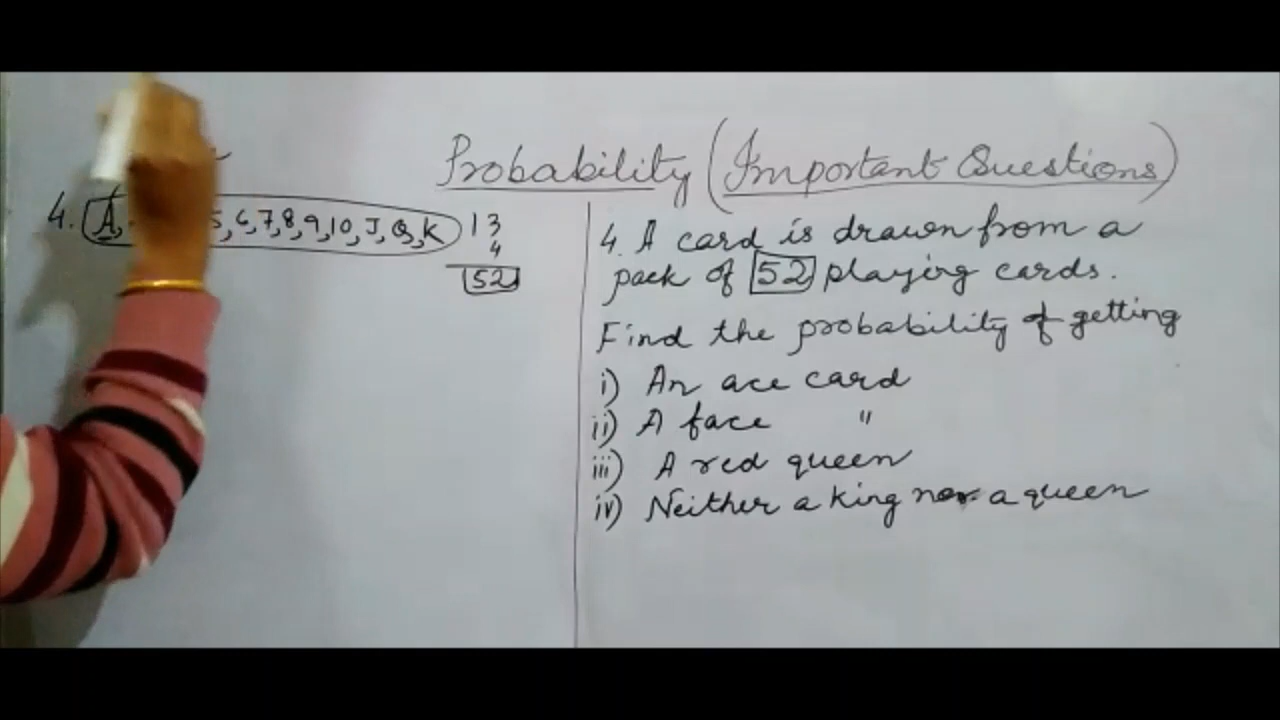 Probability (Important Questions)
4. A, 5, 6, 7, 8, 9, 10, J, Q, K 13
4
52
4. A card is drawn from a
pack of 52 playing cards.
Find the probability of getting
i) An ace card
ii) A face "
iii) A red queen
iv) Neither a king nor a queen